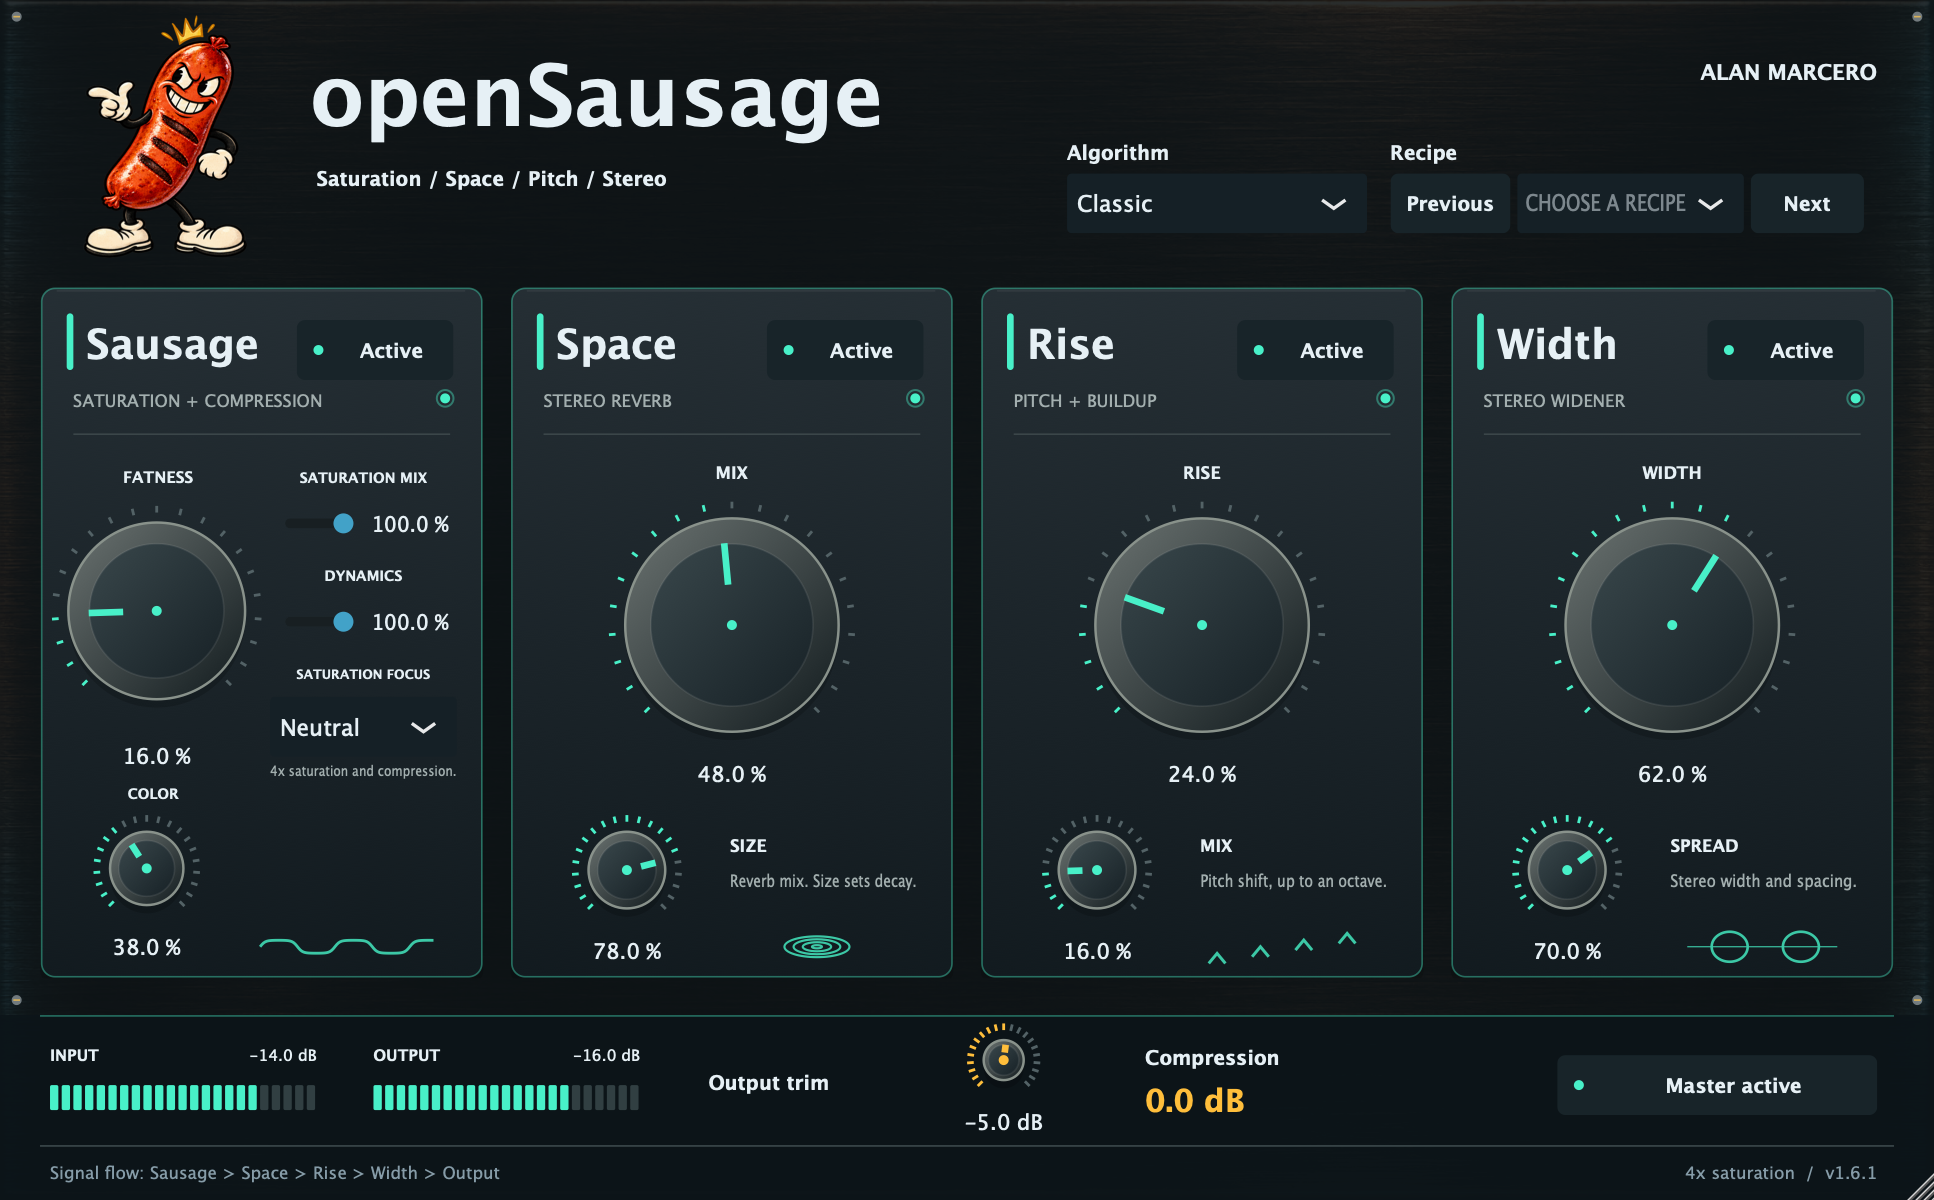 openSausage
Saturation / Space / Pitch / Stereo
ALAN MARCERO
Algorithm
Classic
Recipe
Previous
CHOOSE A RECIPE
Next
Sausage
Active
SATURATION + COMPRESSION
FATNESS
16.0 %
SATURATION MIX
100.0 %
DYNAMICS
100.0 %
SATURATION FOCUS
Neutral
4x saturation and compression.
COLOR
38.0 %
Space
Active
STEREO REVERB
MIX
48.0 %
SIZE
Reverb mix. Size sets decay.
78.0 %
Rise
Active
PITCH + BUILDUP
RISE
24.0 %
MIX
Pitch shift, up to an octave.
16.0 %
Width
Active
STEREO WIDENER
WIDTH
62.0 %
SPREAD
Stereo width and spacing.
70.0 %
INPUT
-14.0 dB
OUTPUT
-16.0 dB
Output trim
-5.0 dB
Compression
0.0 dB
Master active
Signal flow: Sausage > Space > Rise > Width > Output
4x saturation / v1.6.1